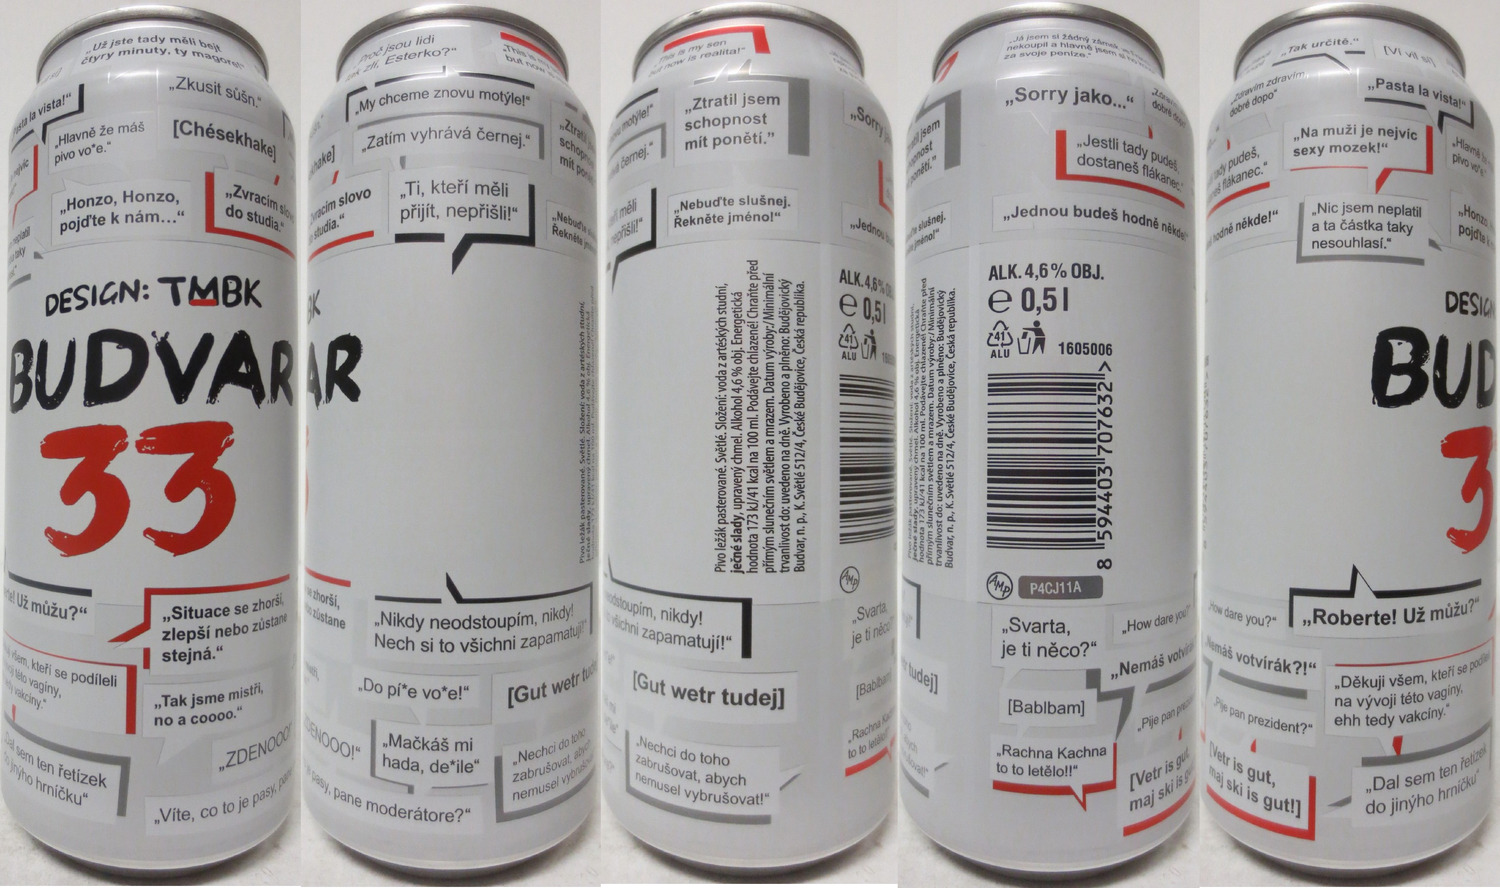 „Už jste tady měli bejt
čtyry minuty, ty magore!“
„Zkusit sůšn.“
„Hlavně že máš
pivo vo*e.“
[Chésekhake]
„Honzo, Honzo,
pojďte k nám...“
„Zvracím slovo
do studia.“
DESIGN: TMBK
BUDVAR
33
„Situace se zhorší,
zlepší nebo zůstane
stejná.“
„Tak jsme mistři,
no a coooo.“
ZDENOOO!“
„Víte, co to je pasy, pane moderátore?“
Proč jsou lidi
tak zlí, Esterko?“
„My chceme znovu motýle!“
„Zatím vyhrává černej.“
„Ti, kteří měli
přijít, nepřišli!“
„Nikdy neodstoupím, nikdy!
Nech si to všichni zapamatují!“
„Do pí*e vo*e!“
„Mačkáš mi
hada, de*ile“
„This is my sen
but now is realita!“
„Ztratil jsem
schopnost
mít ponětí.”
„Nebuďte slušnej.
Řekněte jméno!“
Pivo ležák pasterované. Světlé. Složení: voda z artéských studní,
ječné slady, upravený chmel. Alkohol 4,6 % obj. Energetická
hodnota 173 kJ/41 kcal na 100 ml. Podávejte chlazené! Chraňte před
přímým slunečním světlem a mrazem. Datum výroby:/ Minimální
trvanlivost do: uvedeno na dně. Vyrobeno a plněno: Budějovický
Budvar, n. p., K. Světlé 512/4, České Budějovice, Česká republika.
[Gut wetr tudej]
„Nechci do toho
zabrušovat, abych
nemusel vybrušovat!“
„Já jsem si žádný zámek
nekoupil a hlavně jsem
za svoje peníze.“
„Sorry jako...“
„Jestli tady pudeš,
dostaneš flákanec.“
„Jednou budeš hodně někde!“
ALK. 4,6 % OBJ.
e 0,5 l
41
ALU
1605006
8 594403 707632 >
AMp
P4CJ11A
„Svarta,
je ti něco?“
„How dare you?“
„Nemáš votvírák?!“
[Bablbam]
„Pije pan prezident?“
„Rachna Kachna
to to letělo!!“
[Vetr is gut,
maj ski is gut!]
„Tak určitě.“
„Zdravím zdravím,
dobré dopo“
„Pasta la vista!“
„Na muži je nejvíc
sexy mozek!“
„Nic jsem neplatil
a ta částka taky
nesouhlasí.“
„Roberte! Už můžu?“
„Děkuji všem, kteří se podíleli
na vývoji této vagíny,
ehh tedy vakcíny.“
„Dal sem ten řetízek
do jinýho hrníčku“